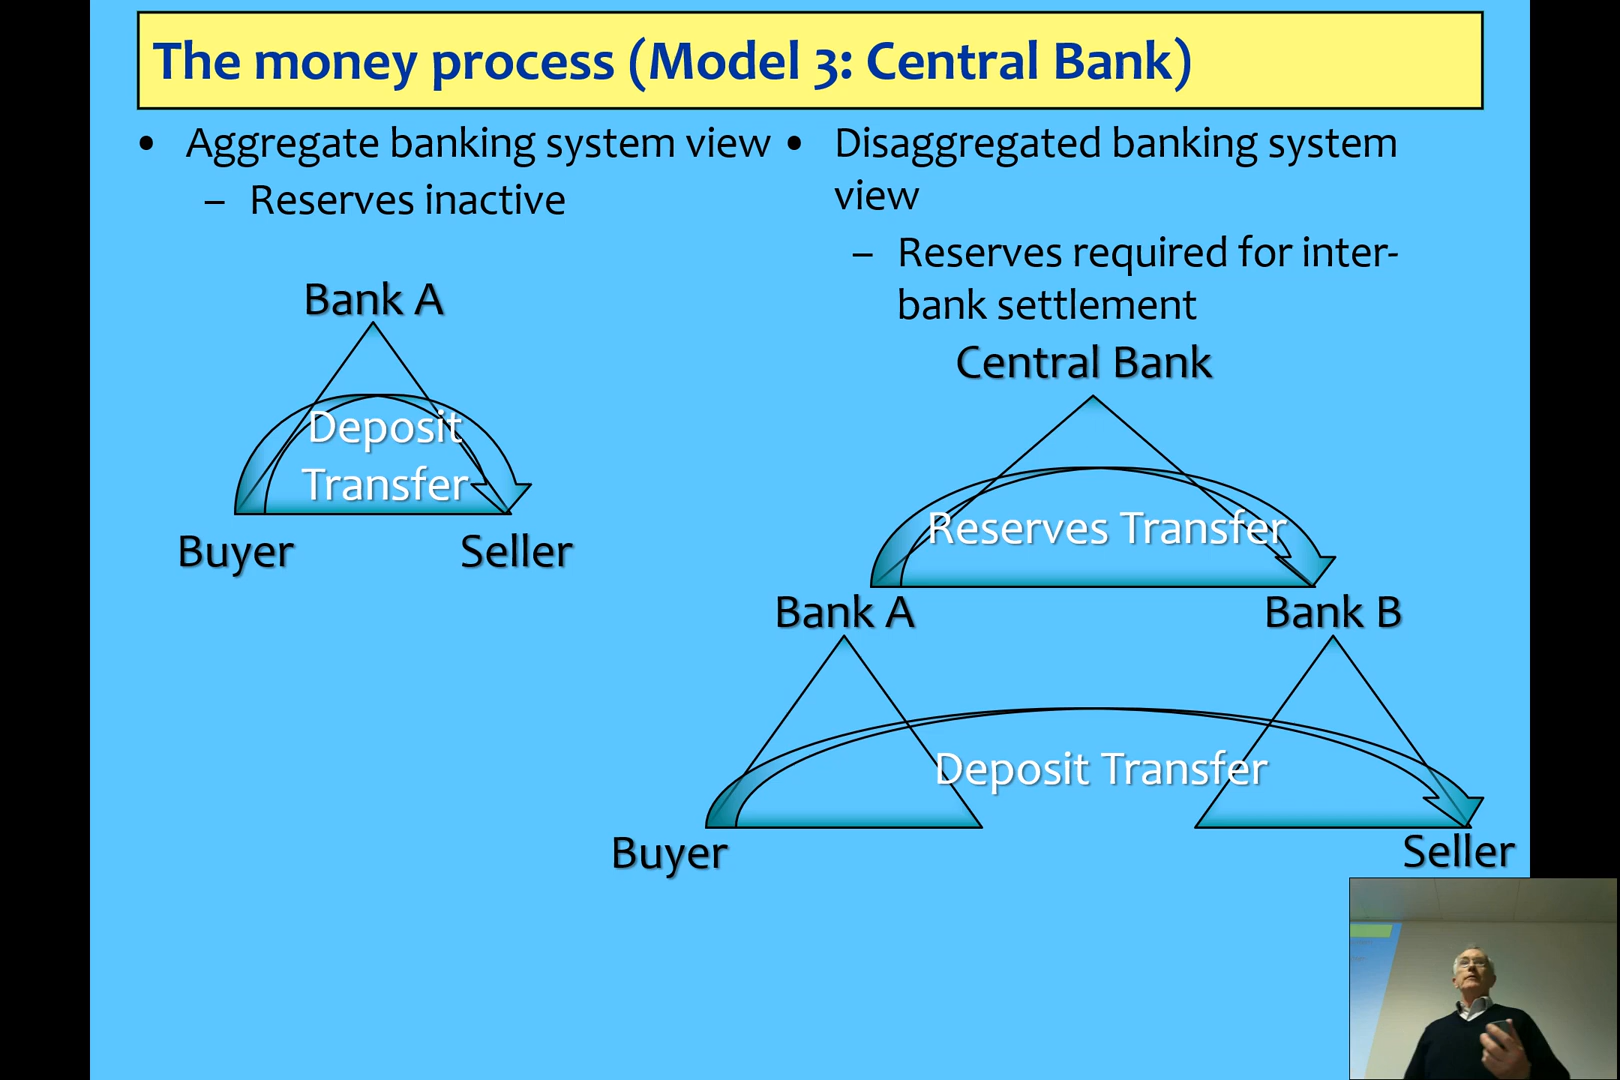 The money process (Model 3: Central Bank)
• Aggregate banking system view
– Reserves inactive
Bank A
Deposit
Transfer
Buyer
Seller
• Disaggregated banking system
view
– Reserves required for inter-
bank settlement
Central Bank
Reserves Transfer
Bank A
Bank B
Deposit Transfer
Buyer
Seller